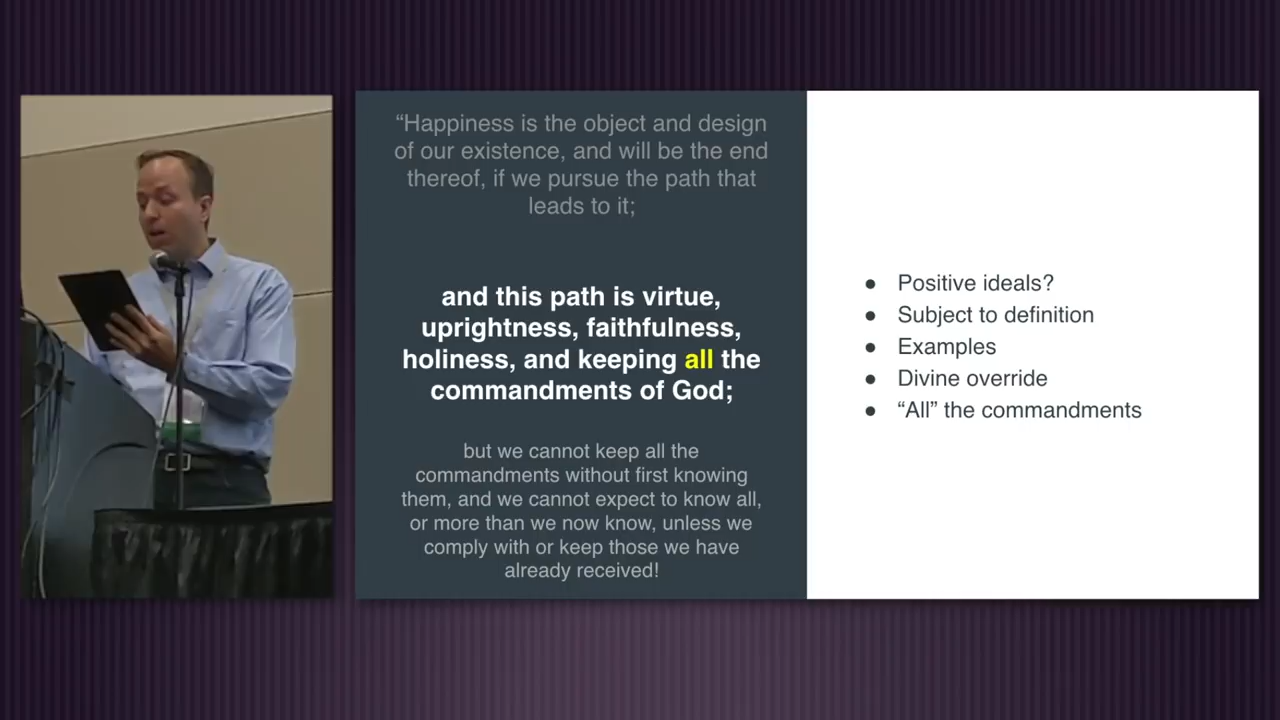 “Happiness is the object and design
of our existence, and will be the end
thereof, if we pursue the path that
leads to it;
and this path is virtue,
uprightness, faithfulness,
holiness, and keeping all the
commandments of God;
but we cannot keep all the
commandments without first knowing
them, and we cannot expect to know all,
or more than we now know, unless we
comply with or keep those we have
already received!
● Positive ideals?
● Subject to definition
● Examples
● Divine override
● “All” the commandments